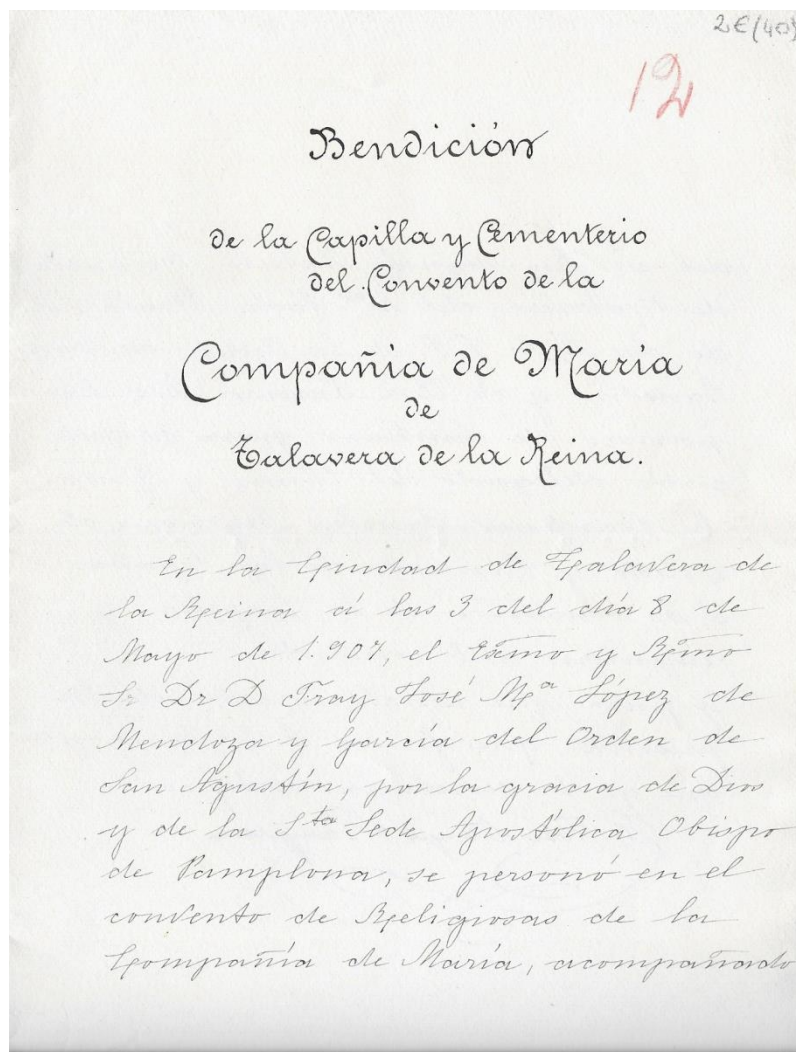 2E(40)
12
Bendición
de la Capilla y Cementerio
del Convento de la
Compañia de Maria
de
Talavera de la Reina.
En la Ciudad de Talavera de
la Reina á las 3 del día 8 de
Mayo de 1.907, el Exmo y Rmo
Sr Dr D Fray José Mª López de
Mendoza y García del Orden de
San Agustín, por la gracia de Dios
y de la Sta Sede Apostólica Obispo
de Pamplona, se personó en el
convento de Religiosas de la
Compañía de María, acompañado